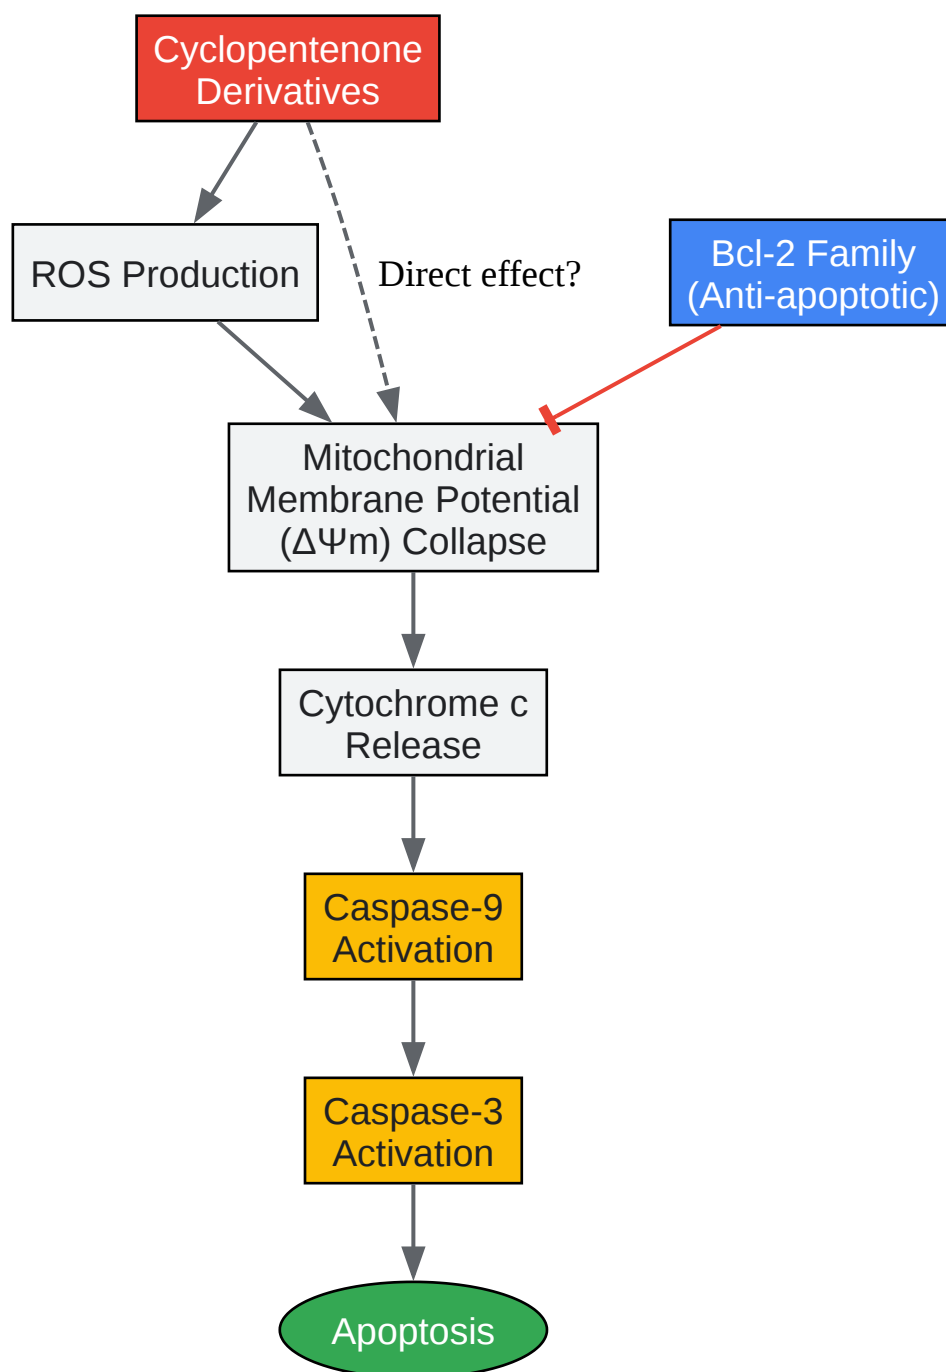 Cyclopentenone
Derivatives
ROS Production
Direct effect?
Bcl-2 Family
(Anti-apoptotic)
Mitochondrial
Membrane Potential
(ΔΨm) Collapse
Cytochrome c
Release
Caspase-9
Activation
Caspase-3
Activation
Apoptosis